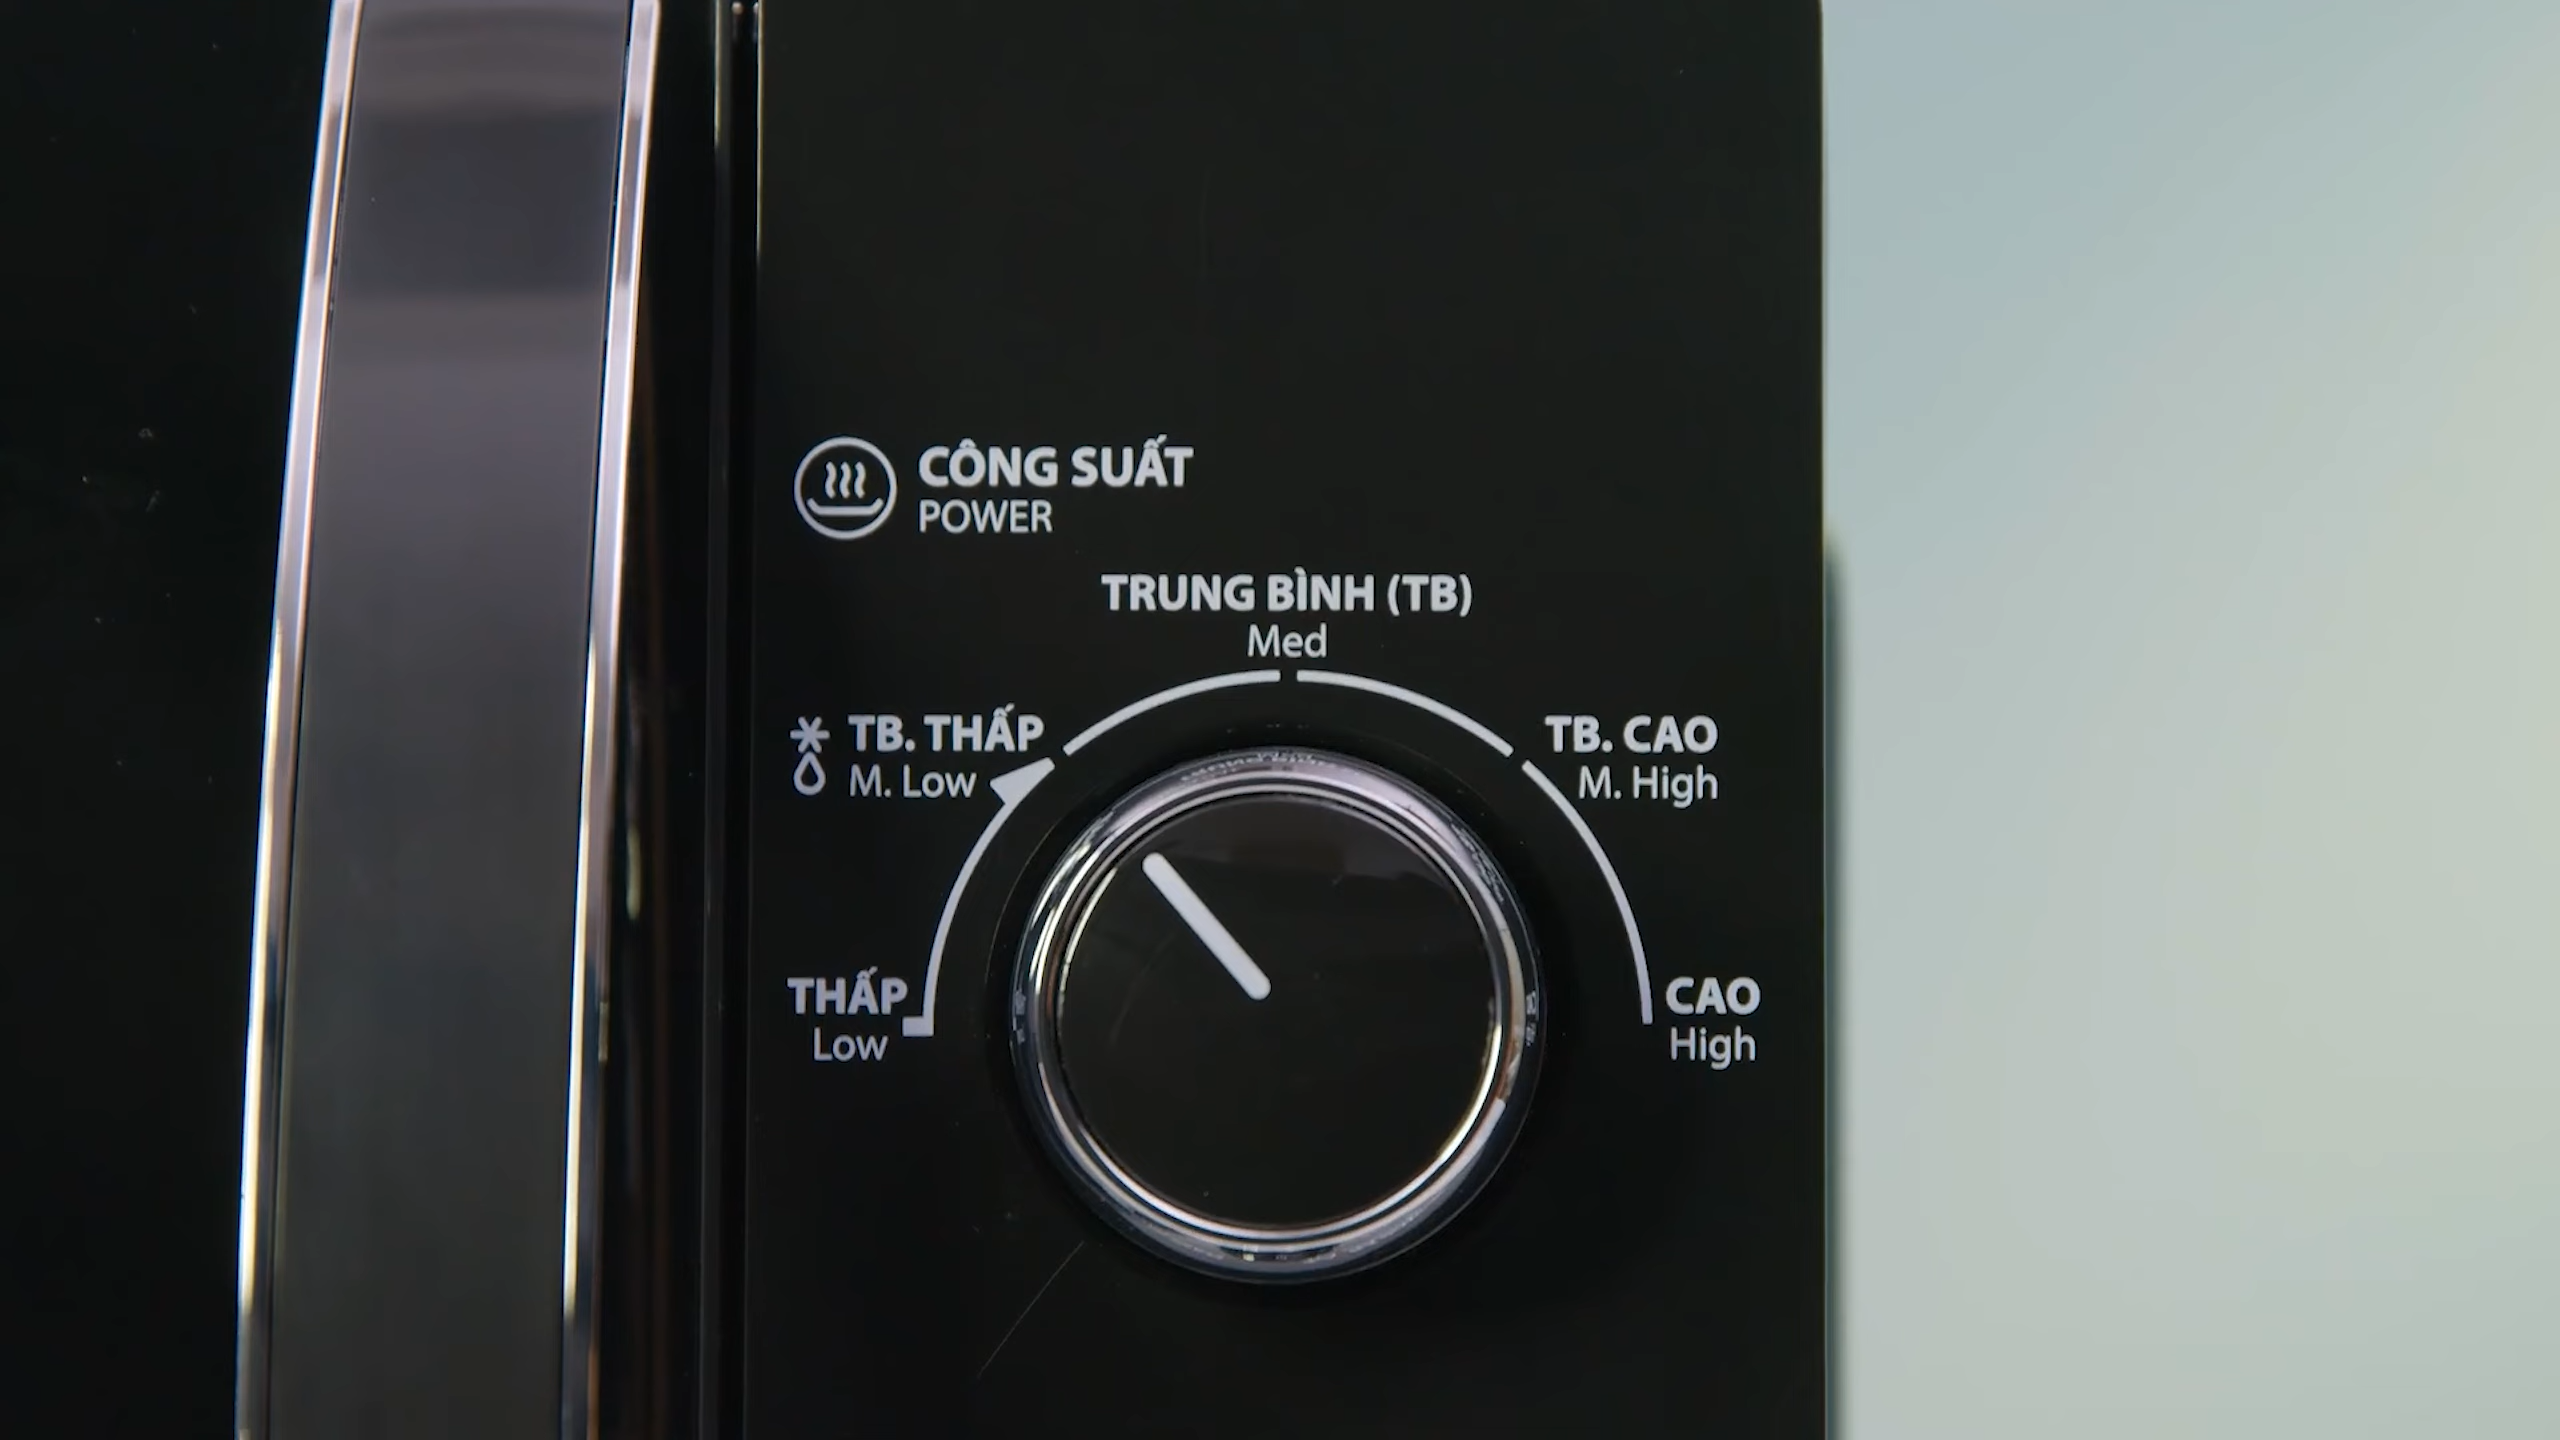 CÔNG SUẤT
POWER
TRUNG BÌNH (TB)
Med
TB. THẤP
M. Low
TB. CAO
M. High
THẤP
Low
CAO
High